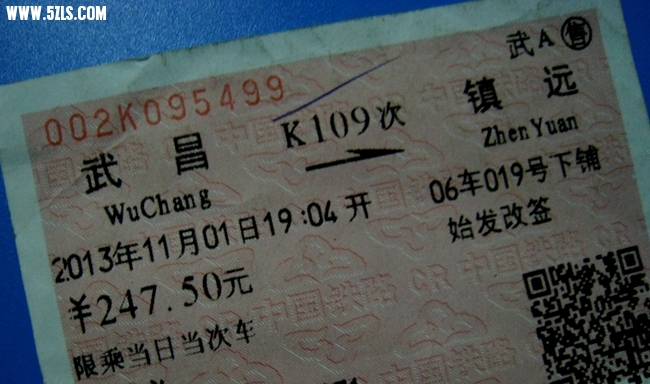 WWW.5ZLS.COM
武A 售
002K095499
武昌 K109次 镇远
WuChang ZhenYuan
2013年11月01日19:04开 06车019号下铺
¥247.50元 始发改签
限乘当日当次车